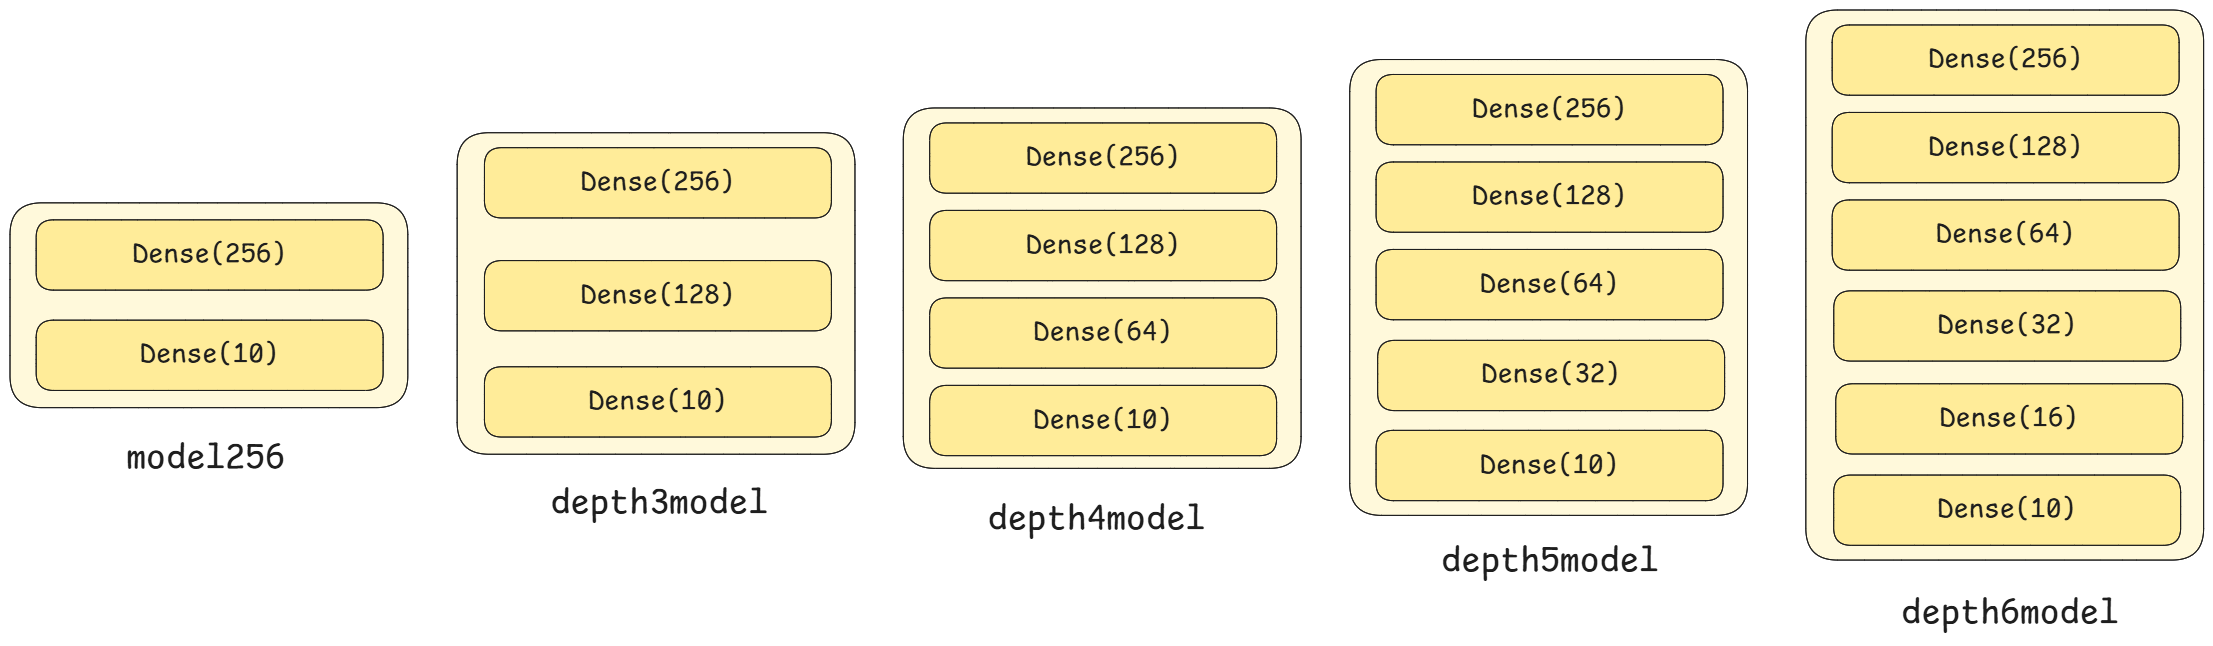 Dense(256)
Dense(10)
model256
Dense(256)
Dense(128)
Dense(10)
depth3model
Dense(256)
Dense(128)
Dense(64)
Dense(10)
depth4model
Dense(256)
Dense(128)
Dense(64)
Dense(32)
Dense(10)
depth5model
Dense(256)
Dense(128)
Dense(64)
Dense(32)
Dense(16)
Dense(10)
depth6model